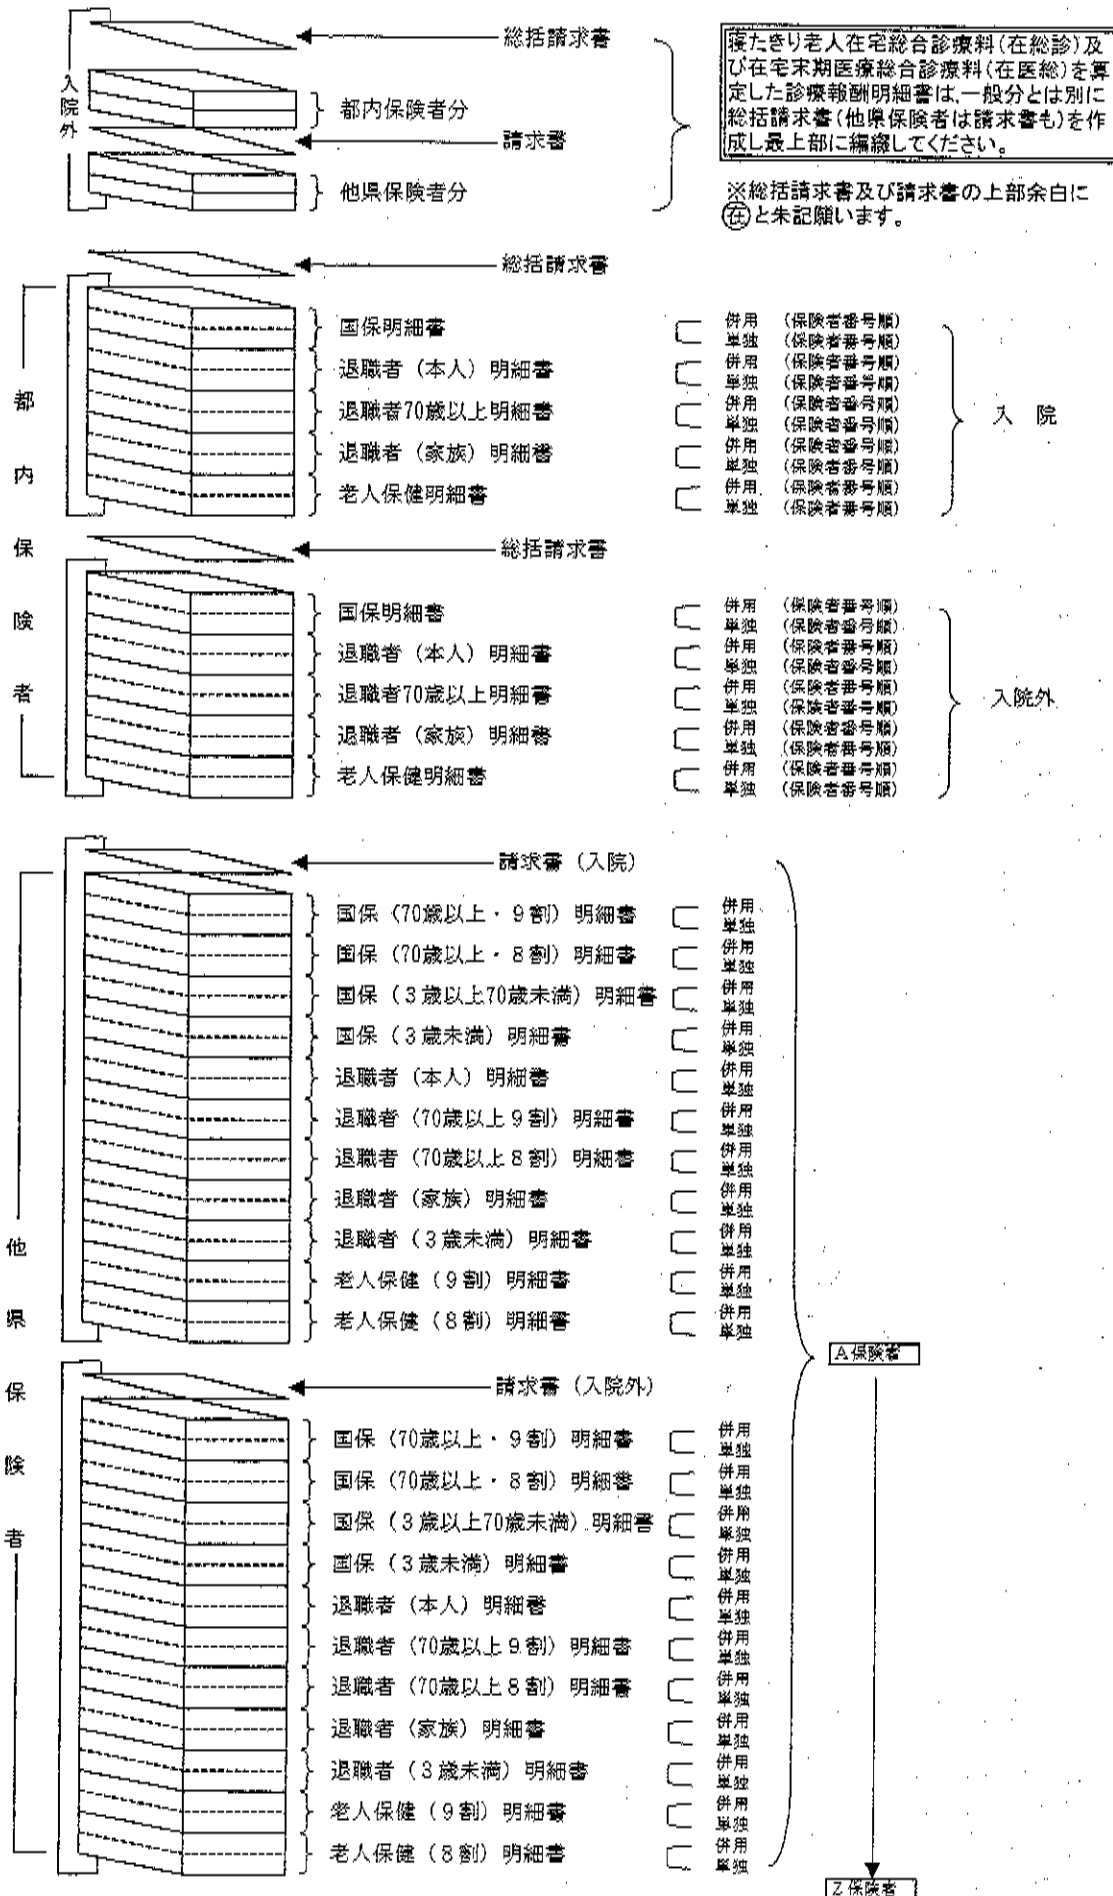 入院外
総括請求書
都内保険者分
請求書
他県保険者分
寝たきり老人在宅総合診療料(在総診)及
び在宅末期医療総合診療料(在医総)を算
定した診療報酬明細書は、一般分とは別に
総括請求書(他県保険者は請求書も)を作
成し最上部に編綴してください。
※総括請求書及び請求書の上部余白に
㊕と朱記願います。
都内保険者
総括請求書
国保明細書 併用 (保険者番号順)
単独 (保険者番号順)
退職者(本人)明細書 併用 (保険者番号順)
単独 (保険者番号順)
退職者70歳以上明細書 併用 (保険者番号順)
単独 (保険者番号順)
退職者(家族)明細書 併用 (保険者番号順)
単独 (保険者番号順)
老人保健明細書 併用 (保険者番号順)
単独 (保険者番号順)
入 院
総括請求書
国保明細書 併用 (保険者番号順)
単独 (保険者番号順)
退職者(本人)明細書 併用 (保険者番号順)
単独 (保険者番号順)
退職者70歳以上明細書 併用 (保険者番号順)
単独 (保険者番号順)
退職者(家族)明細書 併用 (保険者番号順)
単独 (保険者番号順)
老人保健明細書 併用 (保険者番号順)
単独 (保険者番号順)
入院外
他県保険者
請求書(入院)
国保(70歳以上・9割)明細書 併用
単独
国保(70歳以上・8割)明細書 併用
単独
国保(3歳以上70歳未満)明細書 併用
単独
国保(3歳未満)明細書 併用
単独
退職者(本人)明細書 併用
単独
退職者(70歳以上9割)明細書 併用
単独
退職者(70歳以上8割)明細書 併用
単独
退職者(家族)明細書 併用
単独
退職者(3歳未満)明細書 併用
単独
老人保健(9割)明細書 併用
単独
老人保健(8割)明細書 併用
単独
A保険者
請求書(入院外)
国保(70歳以上・9割)明細書 併用
単独
国保(70歳以上・8割)明細書 併用
単独
国保(3歳以上70歳未満)明細書 併用
単独
国保(3歳未満)明細書 併用
単独
退職者(本人)明細書 併用
単独
退職者(70歳以上9割)明細書 併用
単独
退職者(70歳以上8割)明細書 併用
単独
退職者(家族)明細書 併用
単独
退職者(3歳未満)明細書 併用
単独
老人保健(9割)明細書 併用
単独
老人保健(8割)明細書 併用
単独
Z保険者